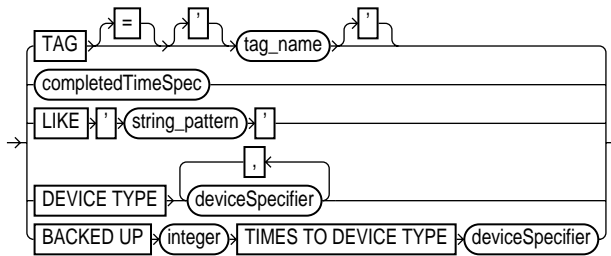 = ' '
TAG tag_name
completedTimeSpec
LIKE ' string_pattern '
,
DEVICE TYPE deviceSpecifier
BACKED UP integer TIMES TO DEVICE TYPE deviceSpecifier